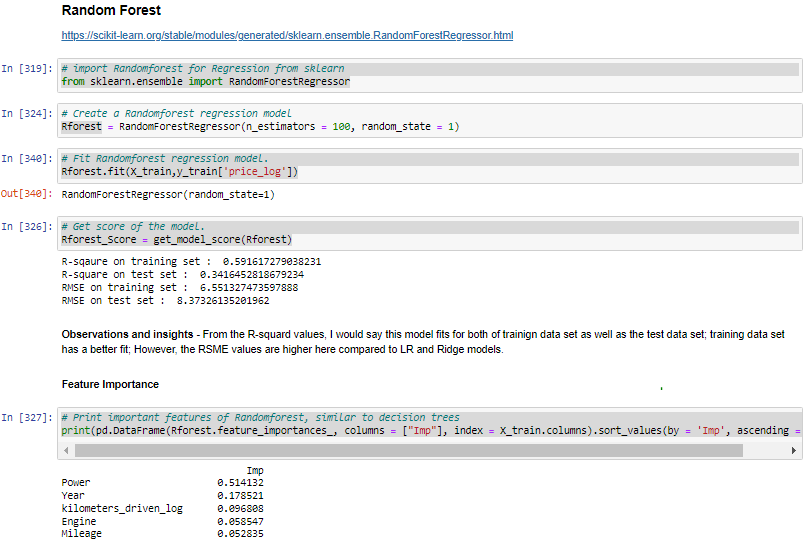 Random Forest
https://scikit-learn.org/stable/modules/generated/sklearn.ensemble.RandomForestRegressor.html
In [319]: # import Randomforest for Regression from sklearn
from sklearn.ensemble import RandomForestRegressor
In [324]: # Create a Randomforest regression model
Rforest = RandomForestRegressor(n_estimators = 100, random_state = 1)
In [340]: # Fit Randomforest regression model.
Rforest.fit(X_train,y_train['price_log'])
Out[340]: RandomForestRegressor(random_state=1)
In [326]: # Get score of the model.
Rforest_Score = get_model_score(Rforest)
R-sqaure on training set :  0.591617279038231
R-square on test set :  0.3416452818679234
RMSE on training set :  6.551327473597888
RMSE on test set :  8.37326135201962
Observations and insights - From the R-squard values, I would say this model fits for both of trainign data set as well as the test data set; training data set
has a better fit; However, the RSME values are higher here compared to LR and Ridge models.
Feature Importance
In [327]: # Print important features of Randomforest, similar to decision trees
print(pd.DataFrame(Rforest.feature_importances_, columns = ["Imp"], index = X_train.columns).sort_values(by = 'Imp', ascending =
Imp
Power 0.514132
Year 0.178521
kilometers_driven_log 0.096808
Engine 0.058547
Mileage 0.052835